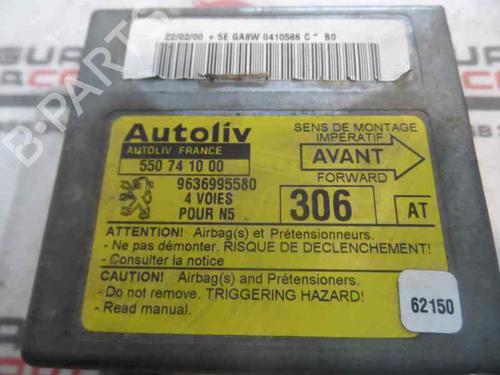 22/02/00 + 5E GA8W 0410586 C * B0
Autoliv
AUTOLIV FRANCE
550 74 10 00
9636995580
4 VOIES
POUR N5
SENS DE MONTAGE
IMPERATIF
AVANT
FORWARD
306
AT
ATTENTION! Airbag(s) et Prétensionneurs.
- Ne pas démonter. RISQUE DE DECLENCHEMENT!
- Consulter la notice
CAUTION! Airbag(s) and Prétensioners.
- Do not remove. TRIGGERING HAZARD!
- Read manual.
62150
B-PARTS